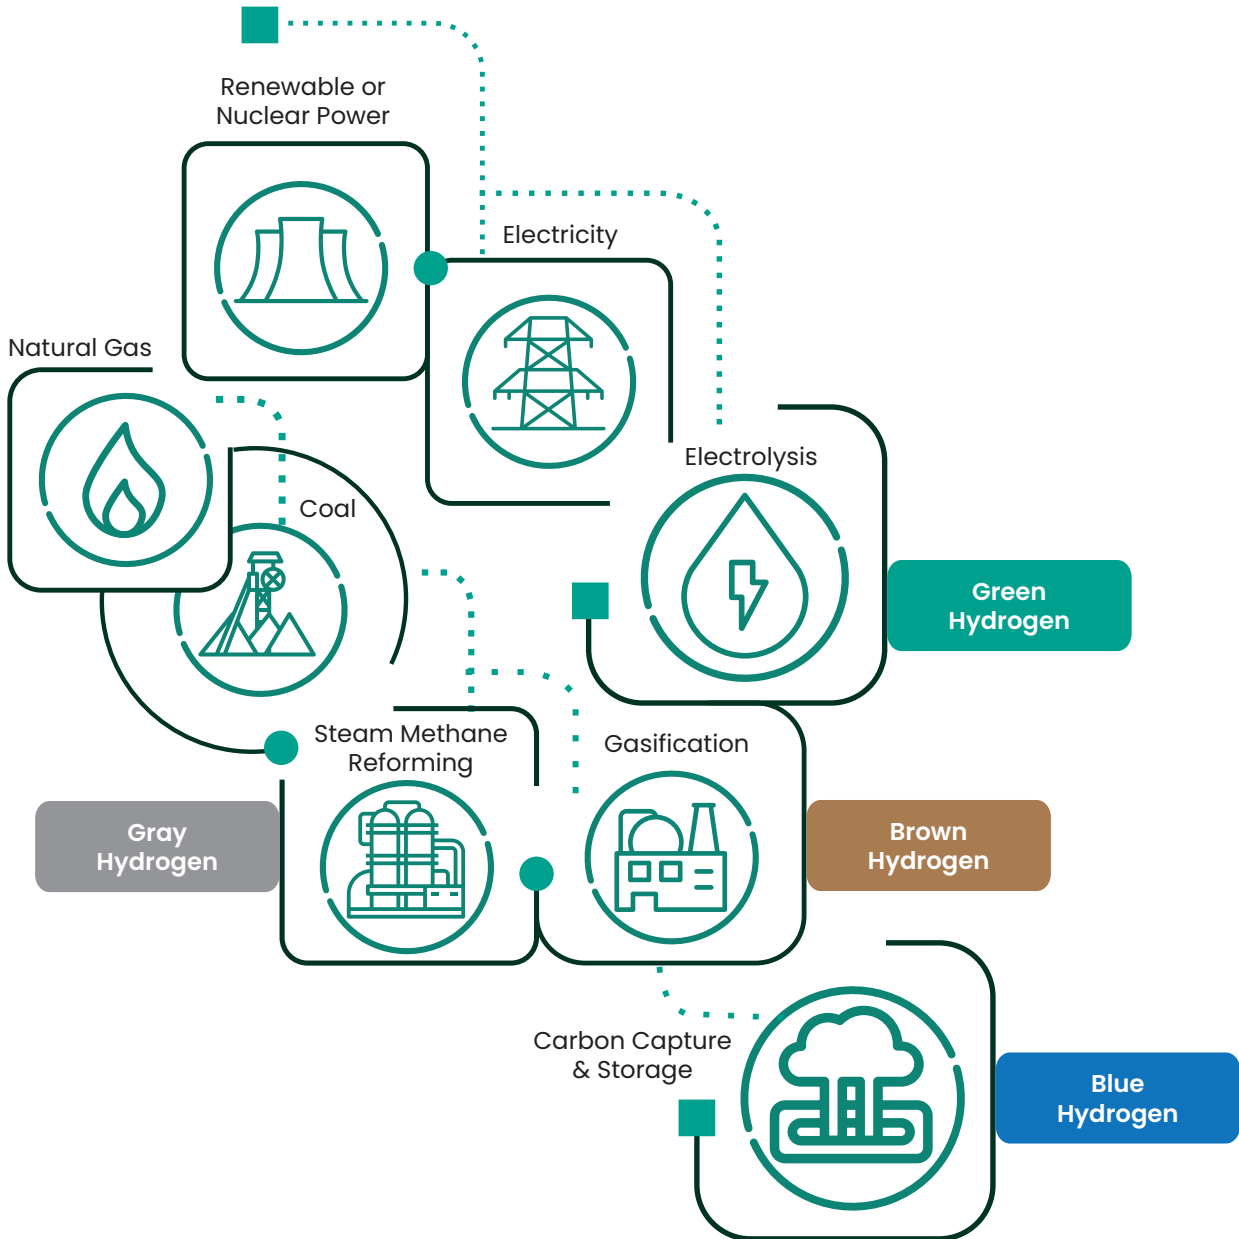 Renewable or
Nuclear Power
Electricity
Natural Gas
Electrolysis
Coal
Green
Hydrogen
Steam Methane
Reforming
Gasification
Gray
Hydrogen
Brown
Hydrogen
Carbon Capture
& Storage
Blue
Hydrogen